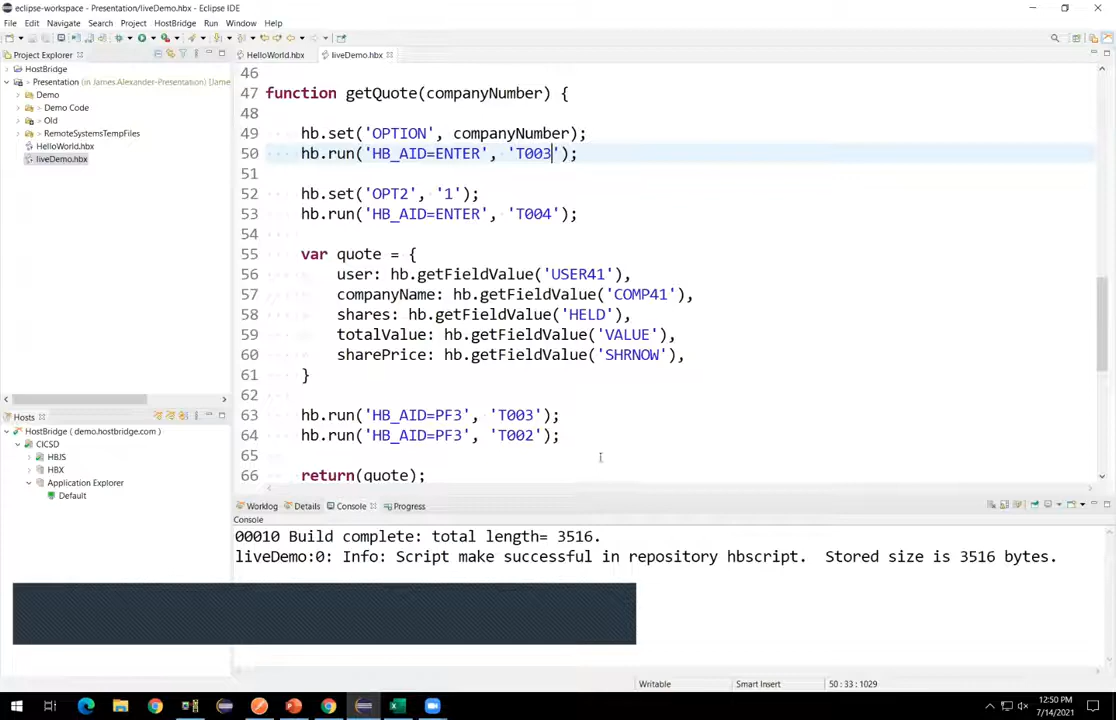 eclipse-workspace - Presentation/liveDemo.hbx - Eclipse IDE
File Edit Navigate Search Project HostBridge Run Window Help
Project Explorer
HostBridge
Presentation (in James Alexander-Presentation) [Jame
Demo
> Demo Code
> Old
> RemoteSystemsTempFiles
HelloWorld.hbx
liveDemo.hbx
HelloWorld.hbx
liveDemo.hbx
46
47 function getQuote(companyNumber) {
48
49 hb.set('OPTION', companyNumber);
50 hb.run('HB_AID=ENTER', 'T003');
51
52 hb.set('OPT2', '1');
53 hb.run('HB_AID=ENTER', 'T004');
54
55 var quote = {
56 user: hb.getFieldValue('USER41'),
57 companyName: hb.getFieldValue('COMP41'),
58 shares: hb.getFieldValue('HELD'),
59 totalValue: hb.getFieldValue('VALUE'),
60 sharePrice: hb.getFieldValue('SHRNOW'),
61 }
62
63 hb.run('HB_AID=PF3', 'T003');
64 hb.run('HB_AID=PF3', 'T002');
65
66 return(quote);
Hosts
HostBridge ( demo.hostbridge.com )
CICSD
HBJS
HBX
Application Explorer
Default
Worklog Details Console Progress
Console
00010 Build complete: total length= 3516.
liveDemo:0: Info: Script make successful in repository hbscript. Stored size is 3516 bytes.
Writable Smart Insert 50 : 33 : 1029
12:50 PM
7/14/2021